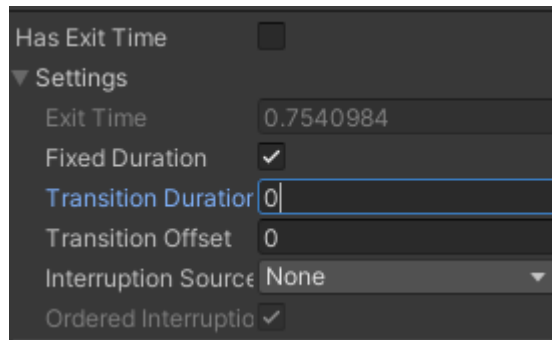 Has Exit Time
Settings
Exit Time 0.7540984
Fixed Duration
Transition Duration 0
Transition Offset 0
Interruption Source None
Ordered Interruptio